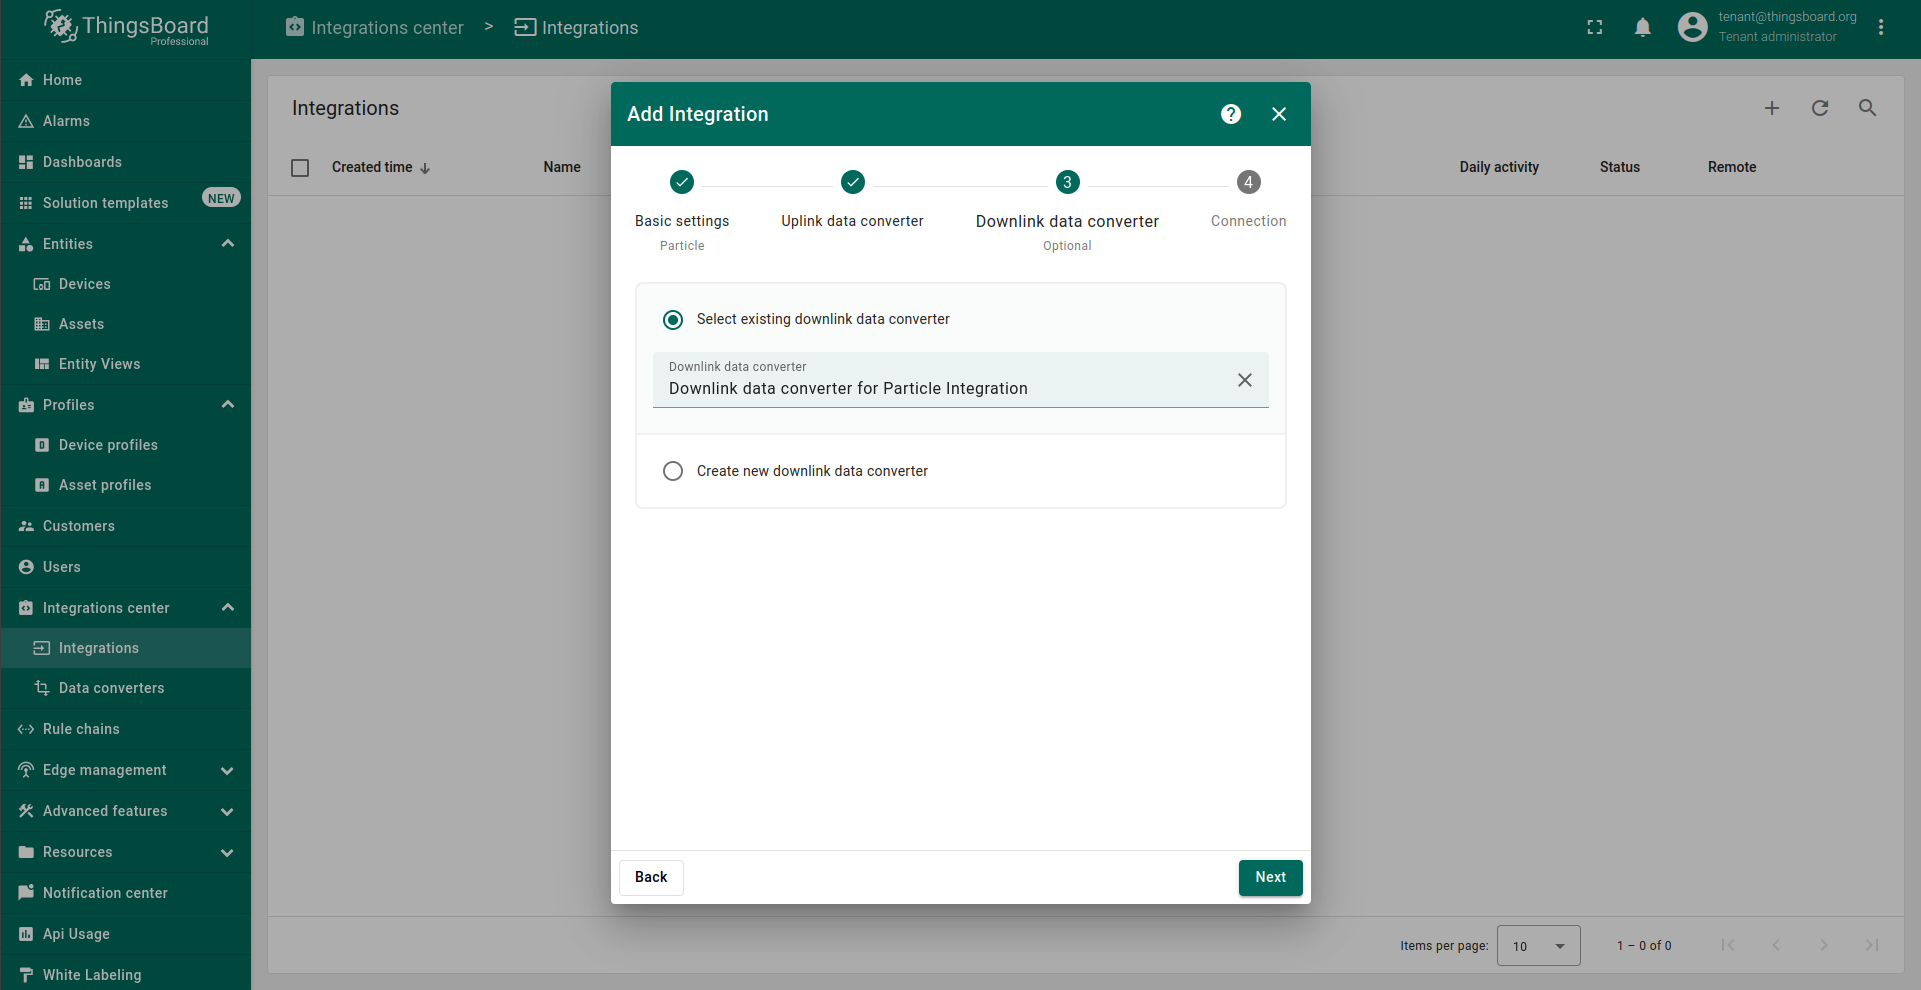 ThingsBoard
Professional
Integrations center > Integrations
tenant@thingsboard.org
Tenant administrator
Home
Alarms
Dashboards
Solution templates NEW
Entities
Devices
Assets
Entity Views
Profiles
Device profiles
Asset profiles
Customers
Users
Integrations center
Integrations
Data converters
Rule chains
Edge management
Advanced features
Resources
Notification center
Api Usage
White Labeling
Integrations
Created time Name Daily activity Status Remote
Add Integration
3 4
Basic settings Uplink data converter Downlink data converter Connection
Particle Optional
Select existing downlink data converter
Downlink data converter
Downlink data converter for Particle Integration
Create new downlink data converter
Back Next
Items per page: 10 1 – 0 of 0